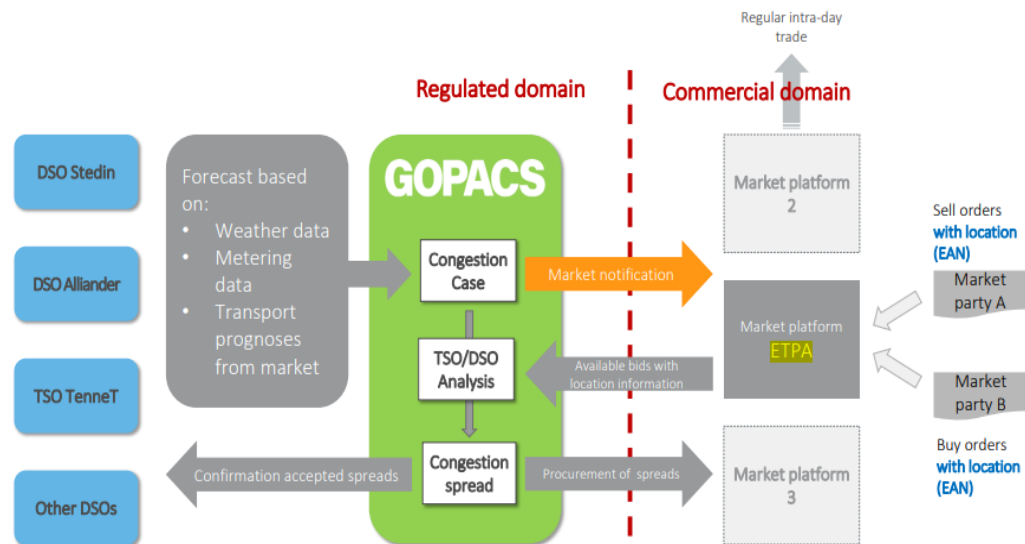 Regular intra-day
trade
Regulated domain
Commercial domain
DSO Stedin
DSO Alliander
TSO TenneT
Other DSOs
Forecast based
on:
• Weather data
• Metering
data
• Transport
prognoses
from market
GOPACS
Congestion
Case
TSO/DSO
Analysis
Congestion
spread
Market notification
Available bids with
location information
Confirmation accepted spreads
Procurement of spreads
Market platform
2
Market platform
ETPA
Market platform
3
Sell orders
with location
(EAN)
Market
party A
Market
party B
Buy orders
with location
(EAN)